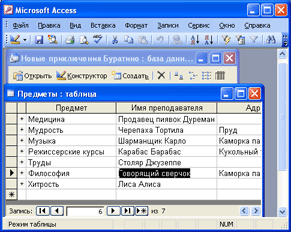 Microsoft Access
Файл Правка Вид Вставка Формат Записи Сервис Окно Справка
Новые приключения Буратино : база данн...
Открыть Конструктор Создать
Предметы : таблица
Предмет Имя преподавателя Адр
+ Медицина Продавец пиявок Дуреман
+ Мудрость Черепаха Тортила Пруд
+ Музыка Шарманщик Карло Каморка па
+ Режиссерские курсы Карабас Барабас Кукольный
+ Труды Столяр Джузеппе
+ Философия Говорящий сверчок Каморка па
+ Хитрость Лиса Алиса
Запись: 6 из 7
Режим таблицы NUM